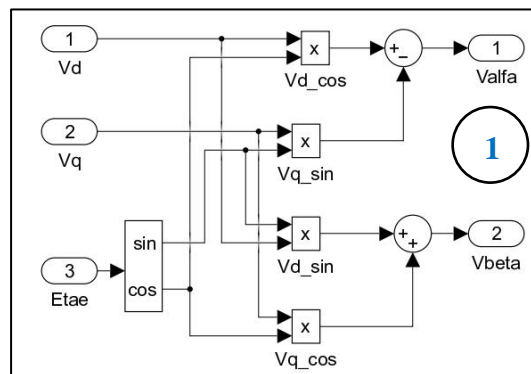 1
Vd
x
Vd_cos
+
−
1
Valfa
2
Vq
x
Vq_sin
1
sin
cos
3
Etae
x
Vd_sin
+
+
2
Vbeta
x
Vq_cos